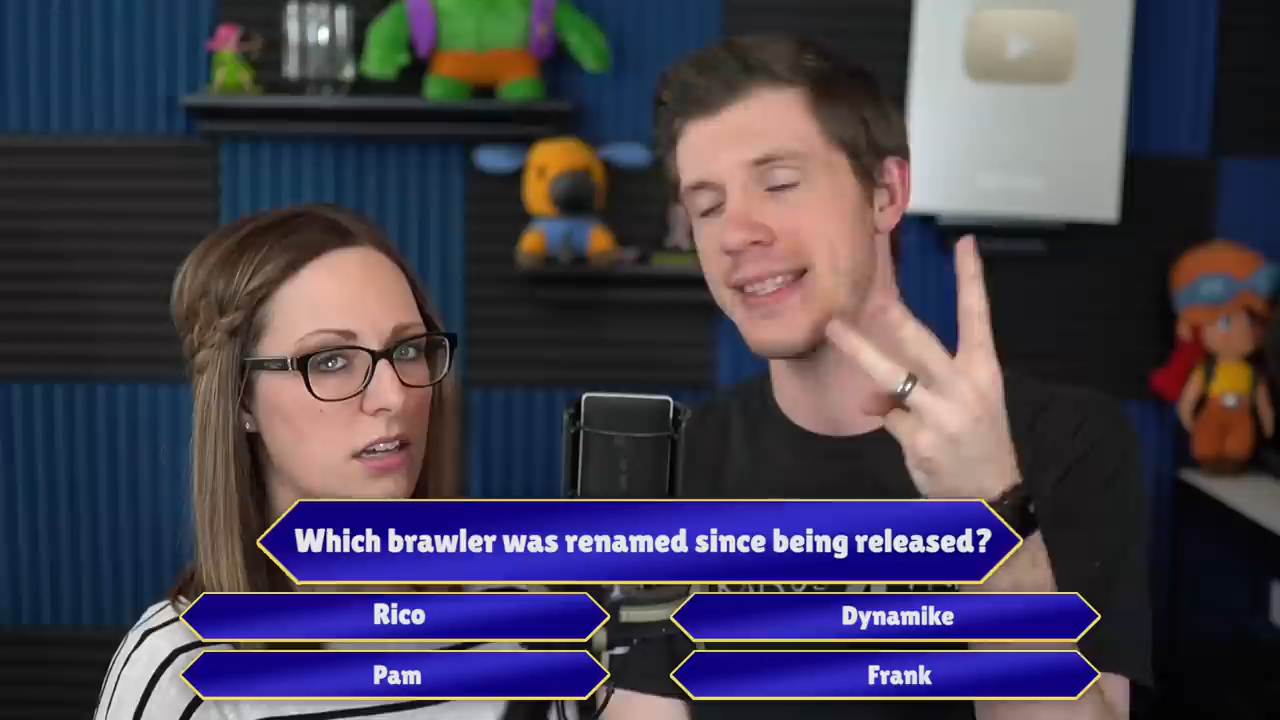 Which brawler was renamed since being released?
Rico
Dynamike
Pam
Frank